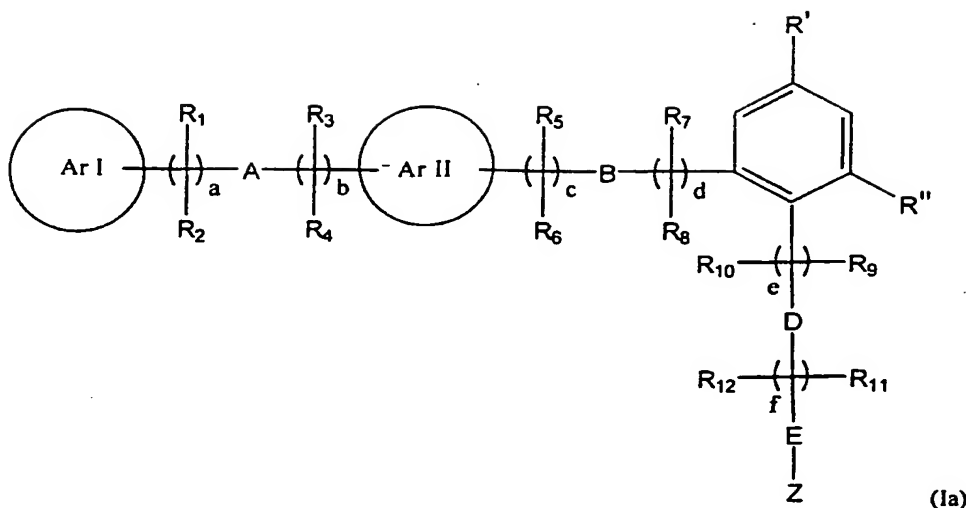 R'
R1 R3 R5 R7
Ar I ( )a A ( )b Ar II ( )c B ( )d
R2 R4 R6 R8 R"
R10 ( )e R9
D
R12 ( )f R11
E
Z
(Ia)